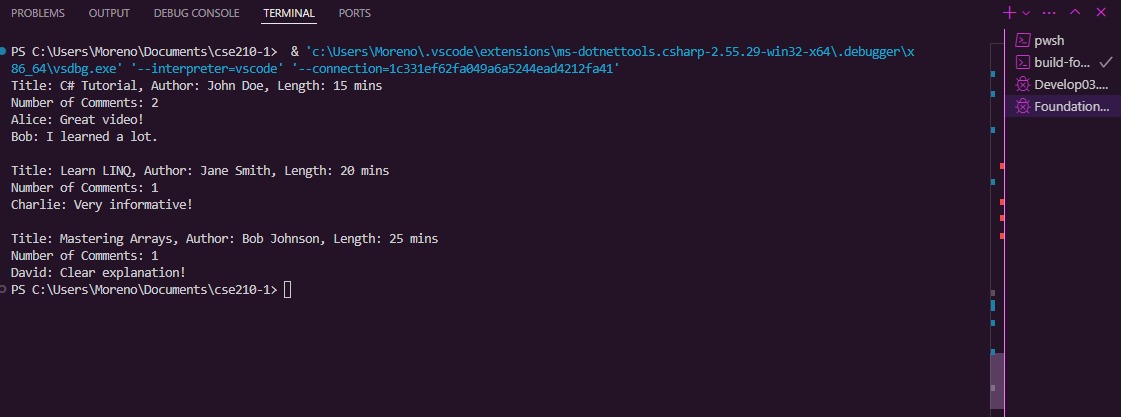 PROBLEMS OUTPUT DEBUG CONSOLE TERMINAL PORTS
PS C:\Users\Moreno\Documents\cse210-1>  & 'c:\Users\Moreno\.vscode\extensions\ms-dotnettools.csharp-2.55.29-win32-x64\.debugger\x
86_64\vsdbg.exe' '--interpreter=vscode' '--connection=1c331ef62fa049a6a5244ead4212fa41'
Title: C# Tutorial, Author: John Doe, Length: 15 mins
Number of Comments: 2
Alice: Great video!
Bob: I learned a lot.
Title: Learn LINQ, Author: Jane Smith, Length: 20 mins
Number of Comments: 1
Charlie: Very informative!
Title: Mastering Arrays, Author: Bob Johnson, Length: 25 mins
Number of Comments: 1
David: Clear explanation!
PS C:\Users\Moreno\Documents\cse210-1>
pwsh
build-fo...
Develop03....
Foundation...